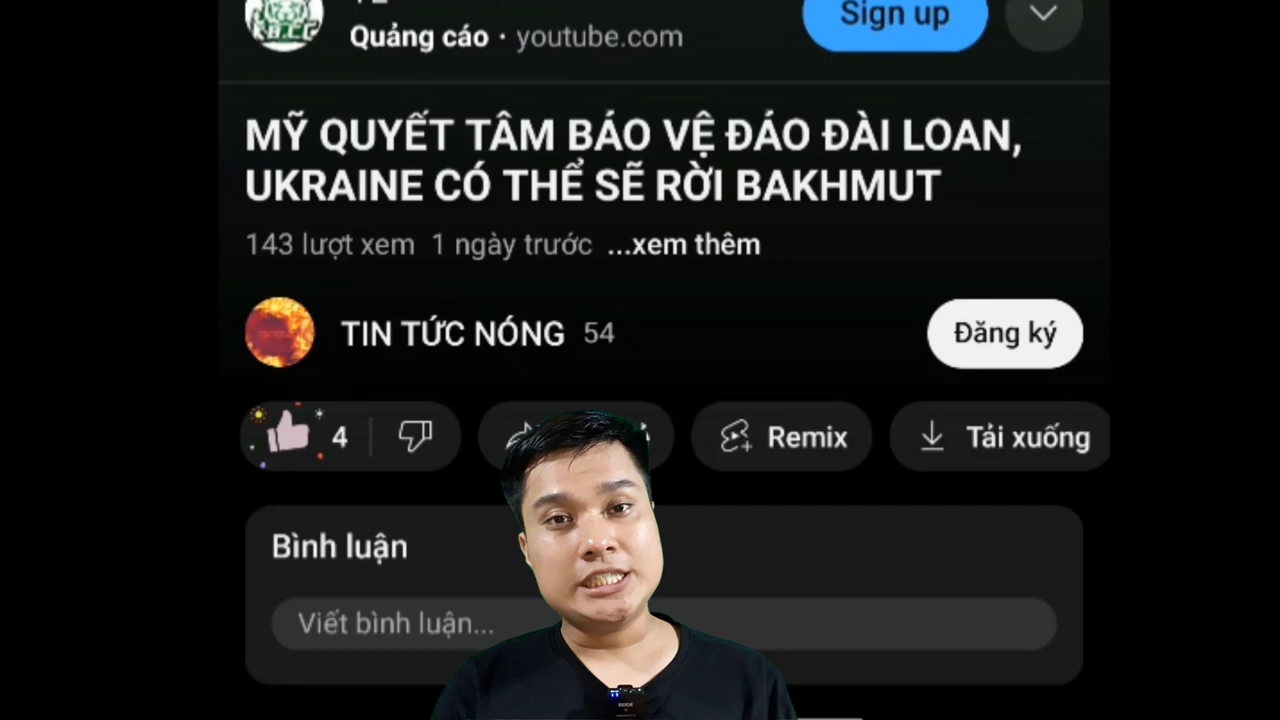 Sign up
Quảng cáo · youtube.com
MỸ QUYẾT TÂM BẢO VỆ ĐẢO ĐÀI LOAN,
UKRAINE CÓ THỂ SẼ RỜI BAKHMUT
143 lượt xem 1 ngày trước ...xem thêm
TIN TỨC NÓNG 54
Đăng ký
4
Remix
Tải xuống
Bình luận
Viết bình luận...
RODE